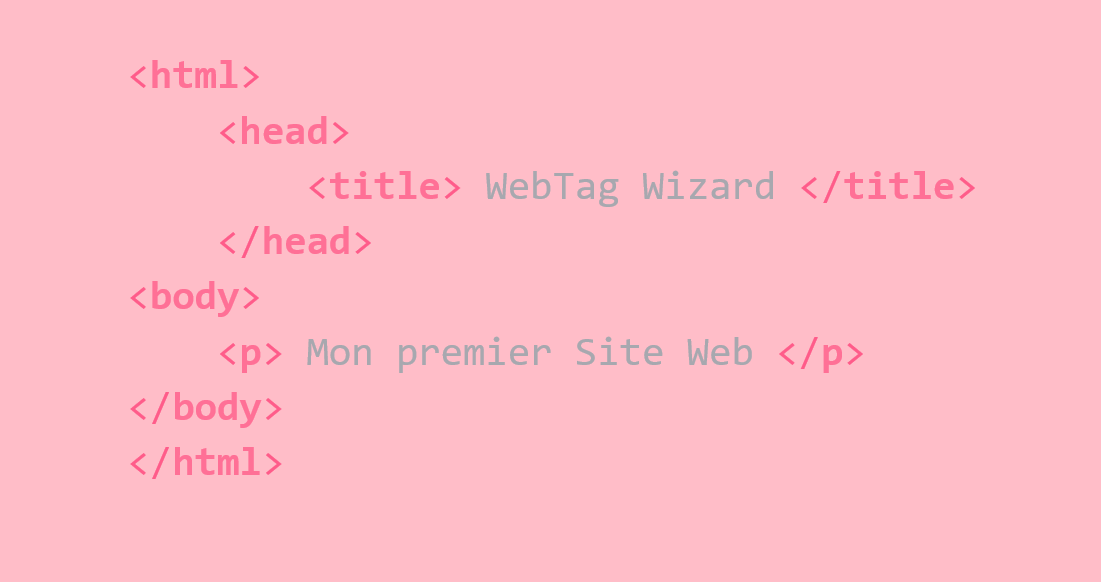 <html>
<head>
<title> WebTag Wizard </title>
</head>
<body>
<p> Mon premier Site Web </p>
</body>
</html>